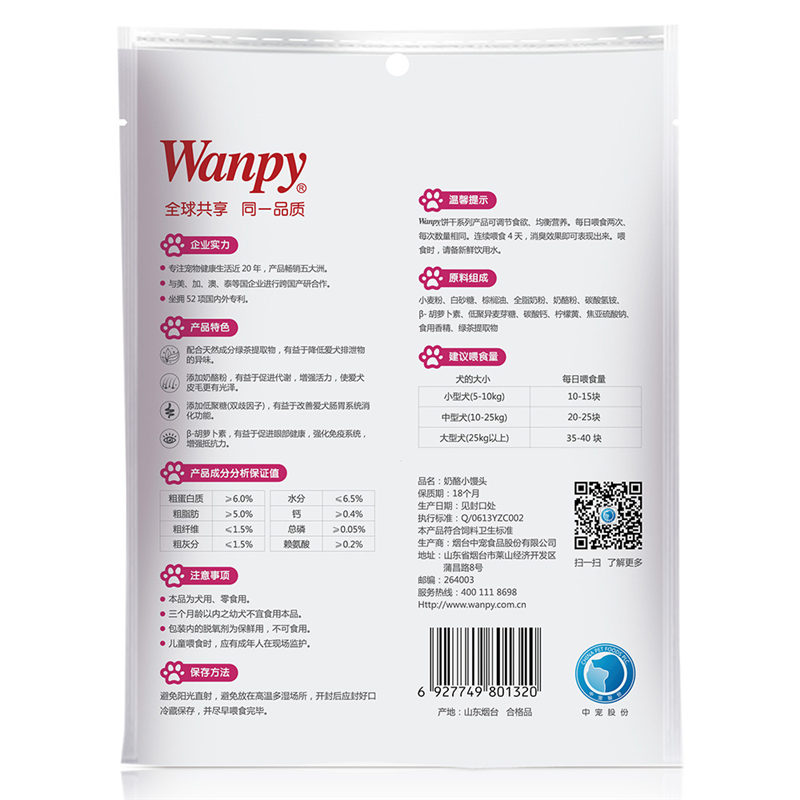 Wanpy®
全球共享 同一品质
企业实力
• 专注宠物健康生活近 20 年，产品畅销五大洲。
• 与美、加、澳、泰等国企业进行跨国产研合作。
• 坐拥 52 项国内外专利。
产品特色
配合天然成分绿茶提取物，有益于降低爱犬排泄物
的异味。
添加奶酪粉，有益于促进代谢，增强活力，使爱犬
皮毛更有光泽。
添加低聚糖(双歧因子)，有益于改善爱犬肠胃系统消
化功能。
β-胡萝卜素，有益于促进眼部健康，强化免疫系统，
增强抵抗力。
产品成分分析保证值
粗蛋白质 ≥6.0% 水分 ≤6.5%
粗脂肪 ≥5.0% 钙 ≥0.4%
粗纤维 ≤1.5% 总磷 ≥0.05%
粗灰分 ≤1.5% 赖氨酸 ≥0.2%
注意事项
• 本品为犬用、零食用。
• 三个月龄以内之幼犬不宜食用本品。
• 包装内的脱氧剂为保鲜用，不可食用。
• 儿童喂食时，应有成年人在现场监护。
保存方法
避免阳光直射，避免放在高温多湿场所，开封后应封好口
冷藏保存，并尽早喂食完毕。
温馨提示
Wanpy饼干系列产品可调节食欲、均衡营养。每日喂食两次、
每次数量相同。连续喂食 4 天，消臭效果即可表现出来。喂
食时，请备新鲜饮用水。
原料组成
小麦粉、白砂糖、棕榈油、全脂奶粉、奶酪粉、碳酸氢铵、
β- 胡萝卜素、低聚异麦芽糖、碳酸钙、柠檬黄、焦亚硫酸钠、
食用香精、绿茶提取物
建议喂食量
犬的大小 每日喂食量
小型犬(5-10kg) 10-15块
中型犬(10-25kg) 20-25块
大型犬(25kg以上) 35-40 块
品名：奶酪小馒头
保质期：18个月
生产日期：见封口处
执行标准：Q/0613YZC002
本产品符合饲料卫生标准
生产商：烟台中宠食品股份有限公司
地址：山东省烟台市莱山经济开发区
蒲昌路8号
邮编：264003
服务热线：400 111 8698
Http://www.wanpy.com.cn
扫一扫 了解更多
6 927749 801320
产地：山东烟台 合格品
CHINA PET FOODS PLC.
中宠股份
中宠股份